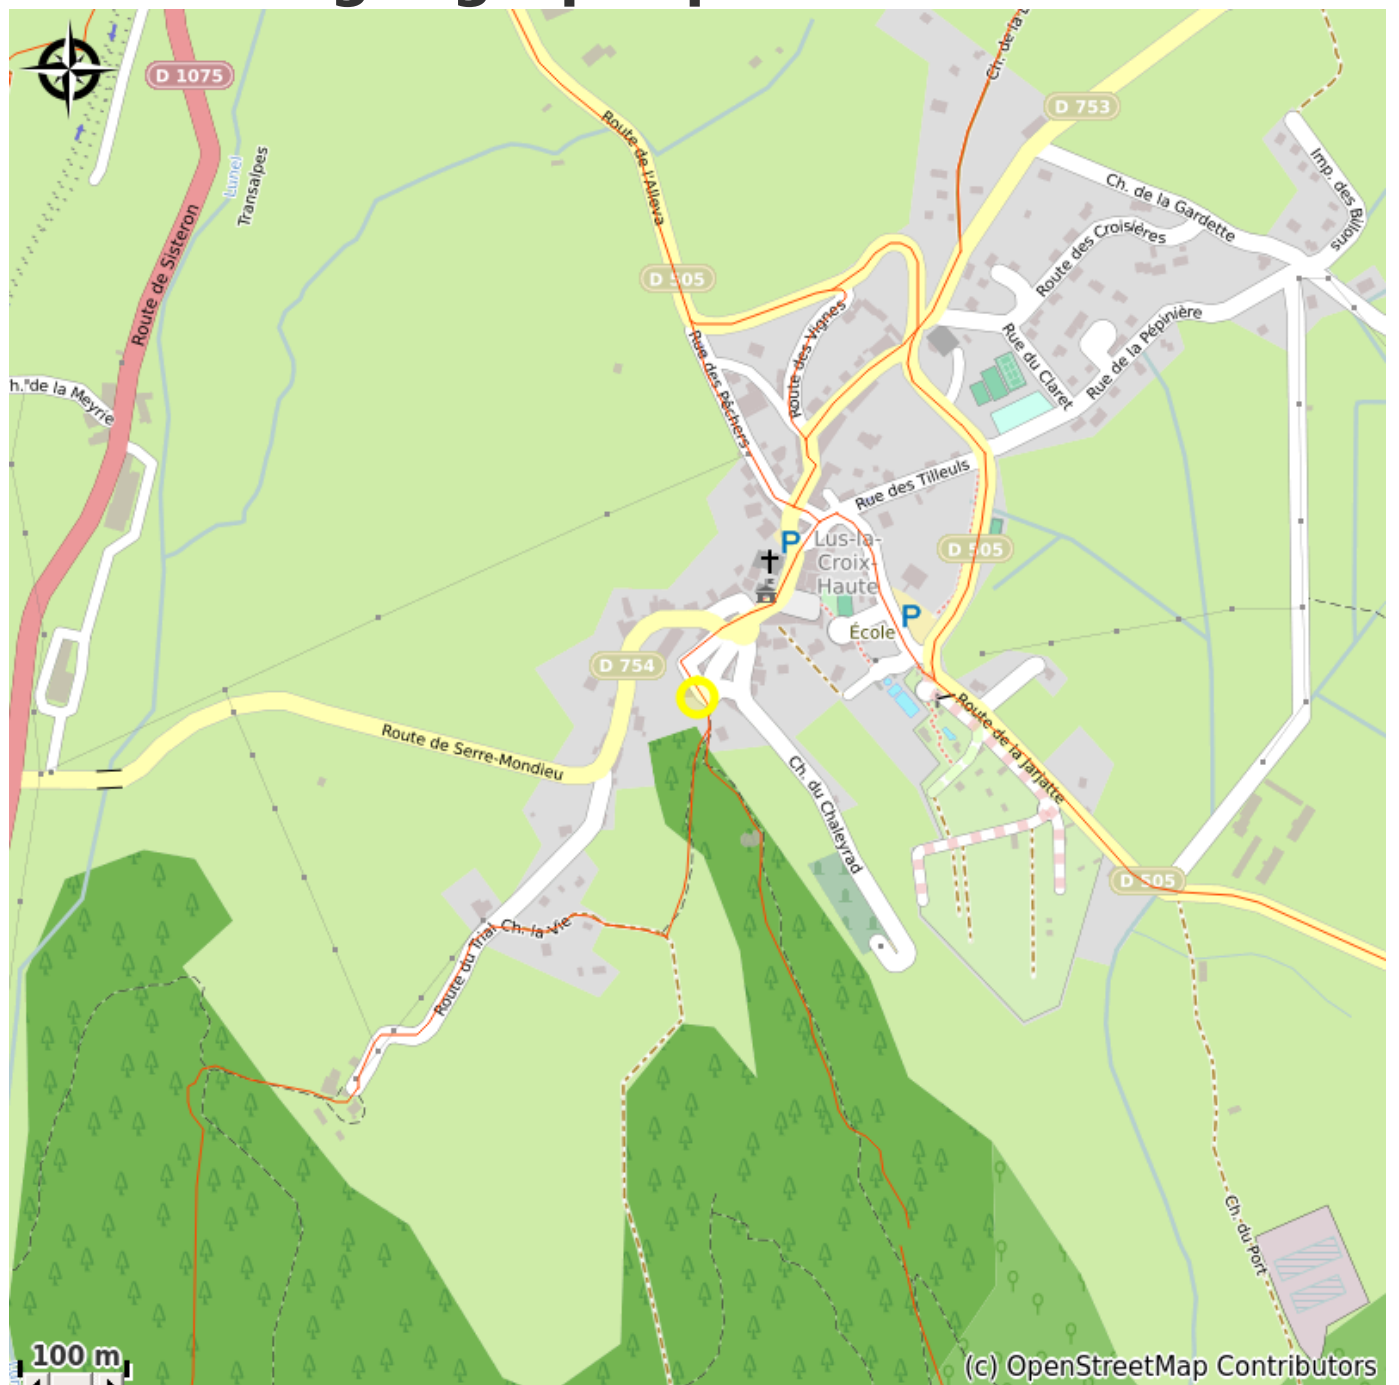 D 1075
Ch. de la
D 753
Route de l'Alleva
Lunel
Transalpes
Imp. des Billons
Ch. de la Gardette
Route des Croisières
Route de Sisteron
D 505
Route des Vignes
Rue de la Pépinière
Rue du Claret
Rue des Pêchers
h. de la Meyrie
Rue des Tilleuls
P
Lus-la-
Croix-
Haute
D 505
P
École
D 754
Route de la Jarjatte
Route de Serre-Mondieu
Ch. du Chaleyrad
D 505
Ch. la Vie
Route du Trial
Ch. du Port
100 m
(c) OpenStreetMap Contributors